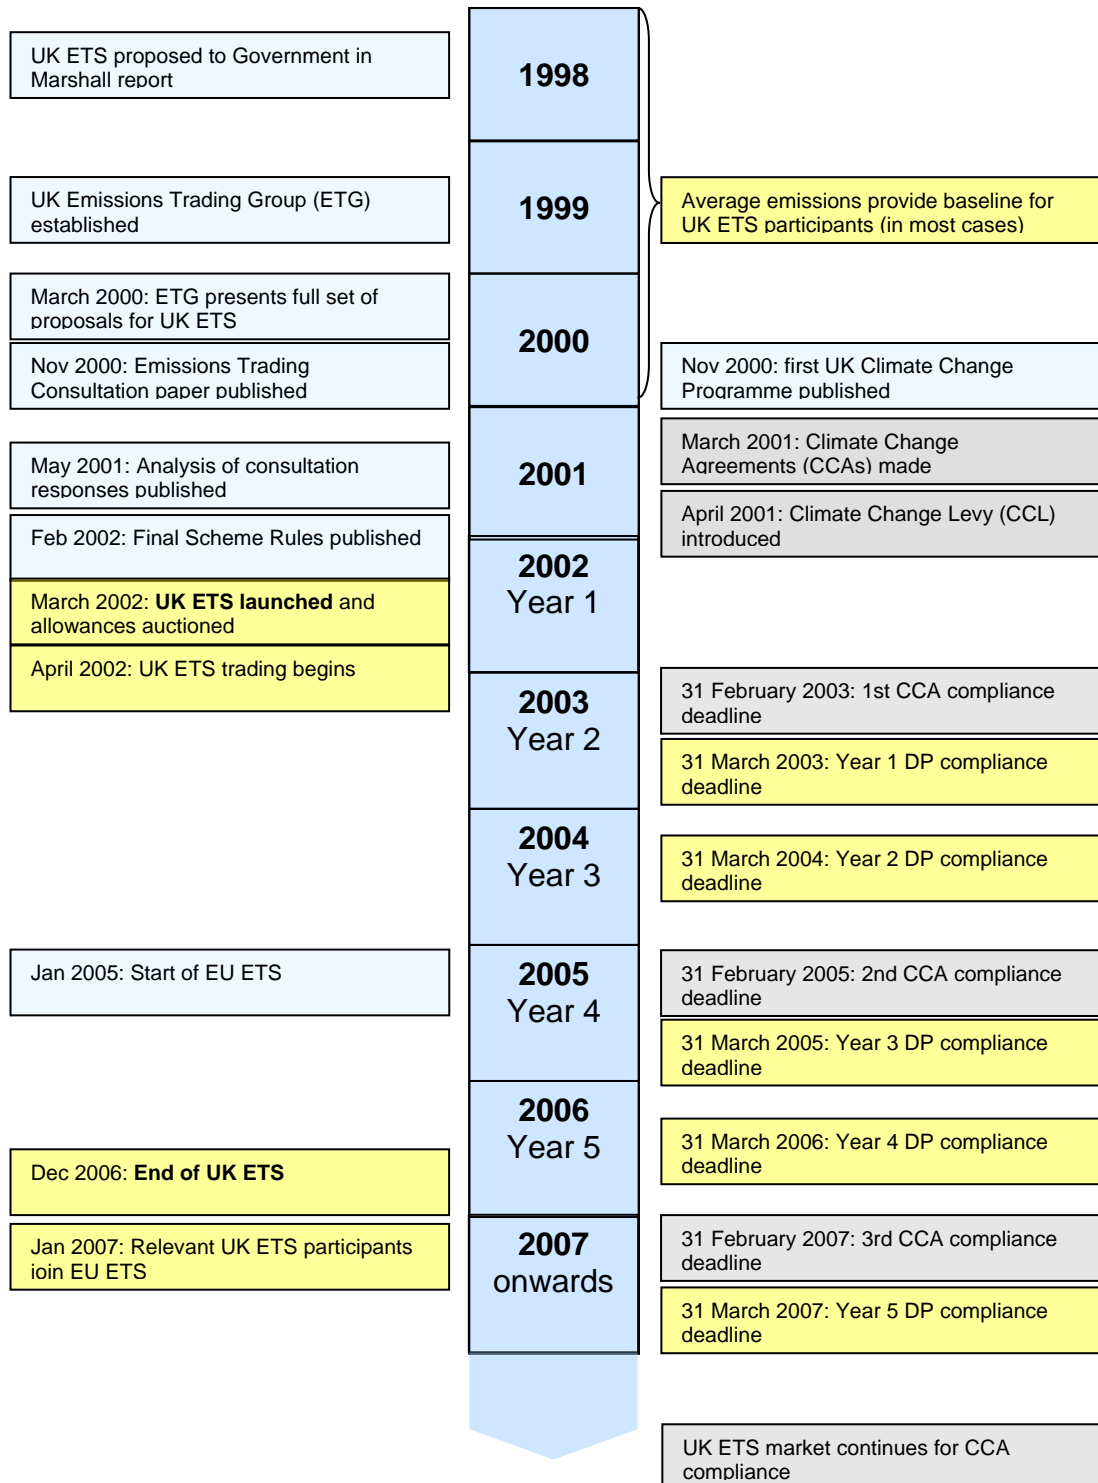 UK ETS proposed to Government in
Marshall report
1998
UK Emissions Trading Group (ETG)
established
1999
Average emissions provide baseline for
UK ETS participants (in most cases)
March 2000: ETG presents full set of
proposals for UK ETS
2000
Nov 2000: Emissions Trading
Consultation paper published
Nov 2000: first UK Climate Change
Programme published
May 2001: Analysis of consultation
responses published
2001
March 2001: Climate Change
Agreements (CCAs) made
April 2001: Climate Change Levy (CCL)
introduced
Feb 2002: Final Scheme Rules published
2002
Year 1
March 2002: UK ETS launched and
allowances auctioned
April 2002: UK ETS trading begins
2003
Year 2
31 February 2003: 1st CCA compliance
deadline
31 March 2003: Year 1 DP compliance
deadline
2004
Year 3
31 March 2004: Year 2 DP compliance
deadline
Jan 2005: Start of EU ETS
2005
Year 4
31 February 2005: 2nd CCA compliance
deadline
31 March 2005: Year 3 DP compliance
deadline
2006
Year 5
31 March 2006: Year 4 DP compliance
deadline
Dec 2006: End of UK ETS
Jan 2007: Relevant UK ETS participants
join EU ETS
2007
onwards
31 February 2007: 3rd CCA compliance
deadline
31 March 2007: Year 5 DP compliance
deadline
UK ETS market continues for CCA
compliance